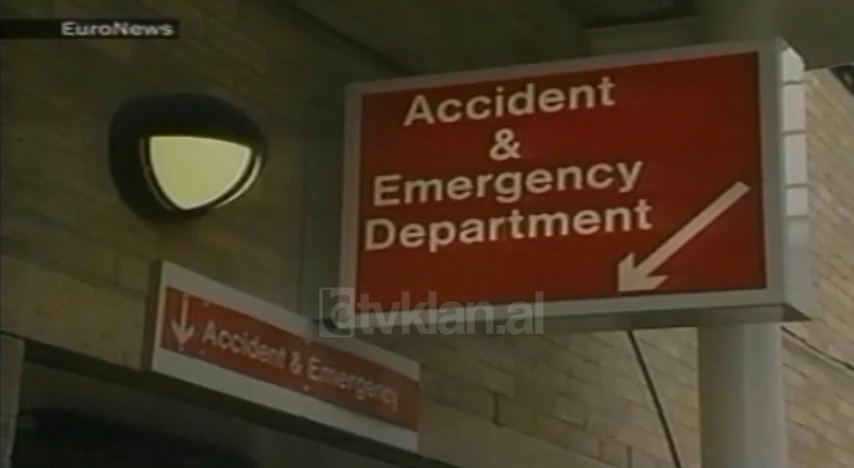 EuroNews
Accident
&
Emergency
Department
Accident & Emergency
tvklan.al